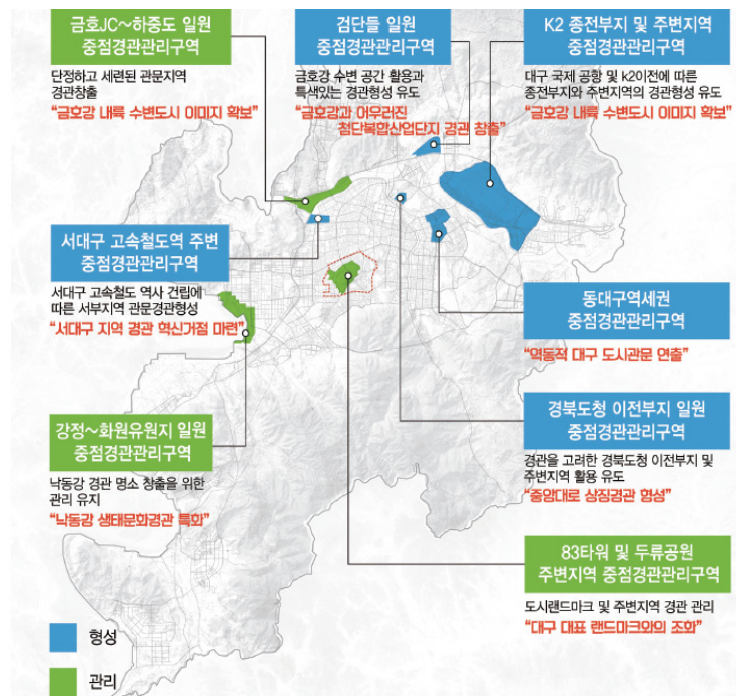 금호JC~하중도 일원
중점경관관리구역
단정하고 세련된 관문지역
경관창출
“금호강 내륙 수변도시 이미지 확보”
검단들 일원
중점경관관리구역
금호강 수변 공간 활용과
특색있는 경관형성 유도
“금호강과 어우러진
첨단복합산업단지 경관 창출”
K2 종전부지 및 주변지역
중점경관관리구역
대구 국제 공항 및 k2이전에 따른
종전부지와 주변지역의 경관형성 유도
“금호강 내륙 수변도시 이미지 확보”
서대구 고속철도역 주변
중점경관관리구역
서대구 고속철도 역사 건립에
따른 서부지역 관문경관형성
“서대구 지역 경관 혁신거점 마련”
동대구역세권
중점경관관리구역
“역동적 대구 도시관문 연출”
강정~화원유원지 일원
중점경관관리구역
낙동강 경관 명소 창출을 위한
관리 유지
“낙동강 생태문화경관 특화”
경북도청 이전부지 일원
중점경관관리구역
경관을 고려한 경북도청 이전부지 및
주변지역 활용 유도
“중앙대로 상징경관 형성”
83타워 및 두류공원
주변지역 중점경관관리구역
도시랜드마크 및 주변지역 경관 관리
“대구 대표 랜드마크와의 조화”
형성
관리